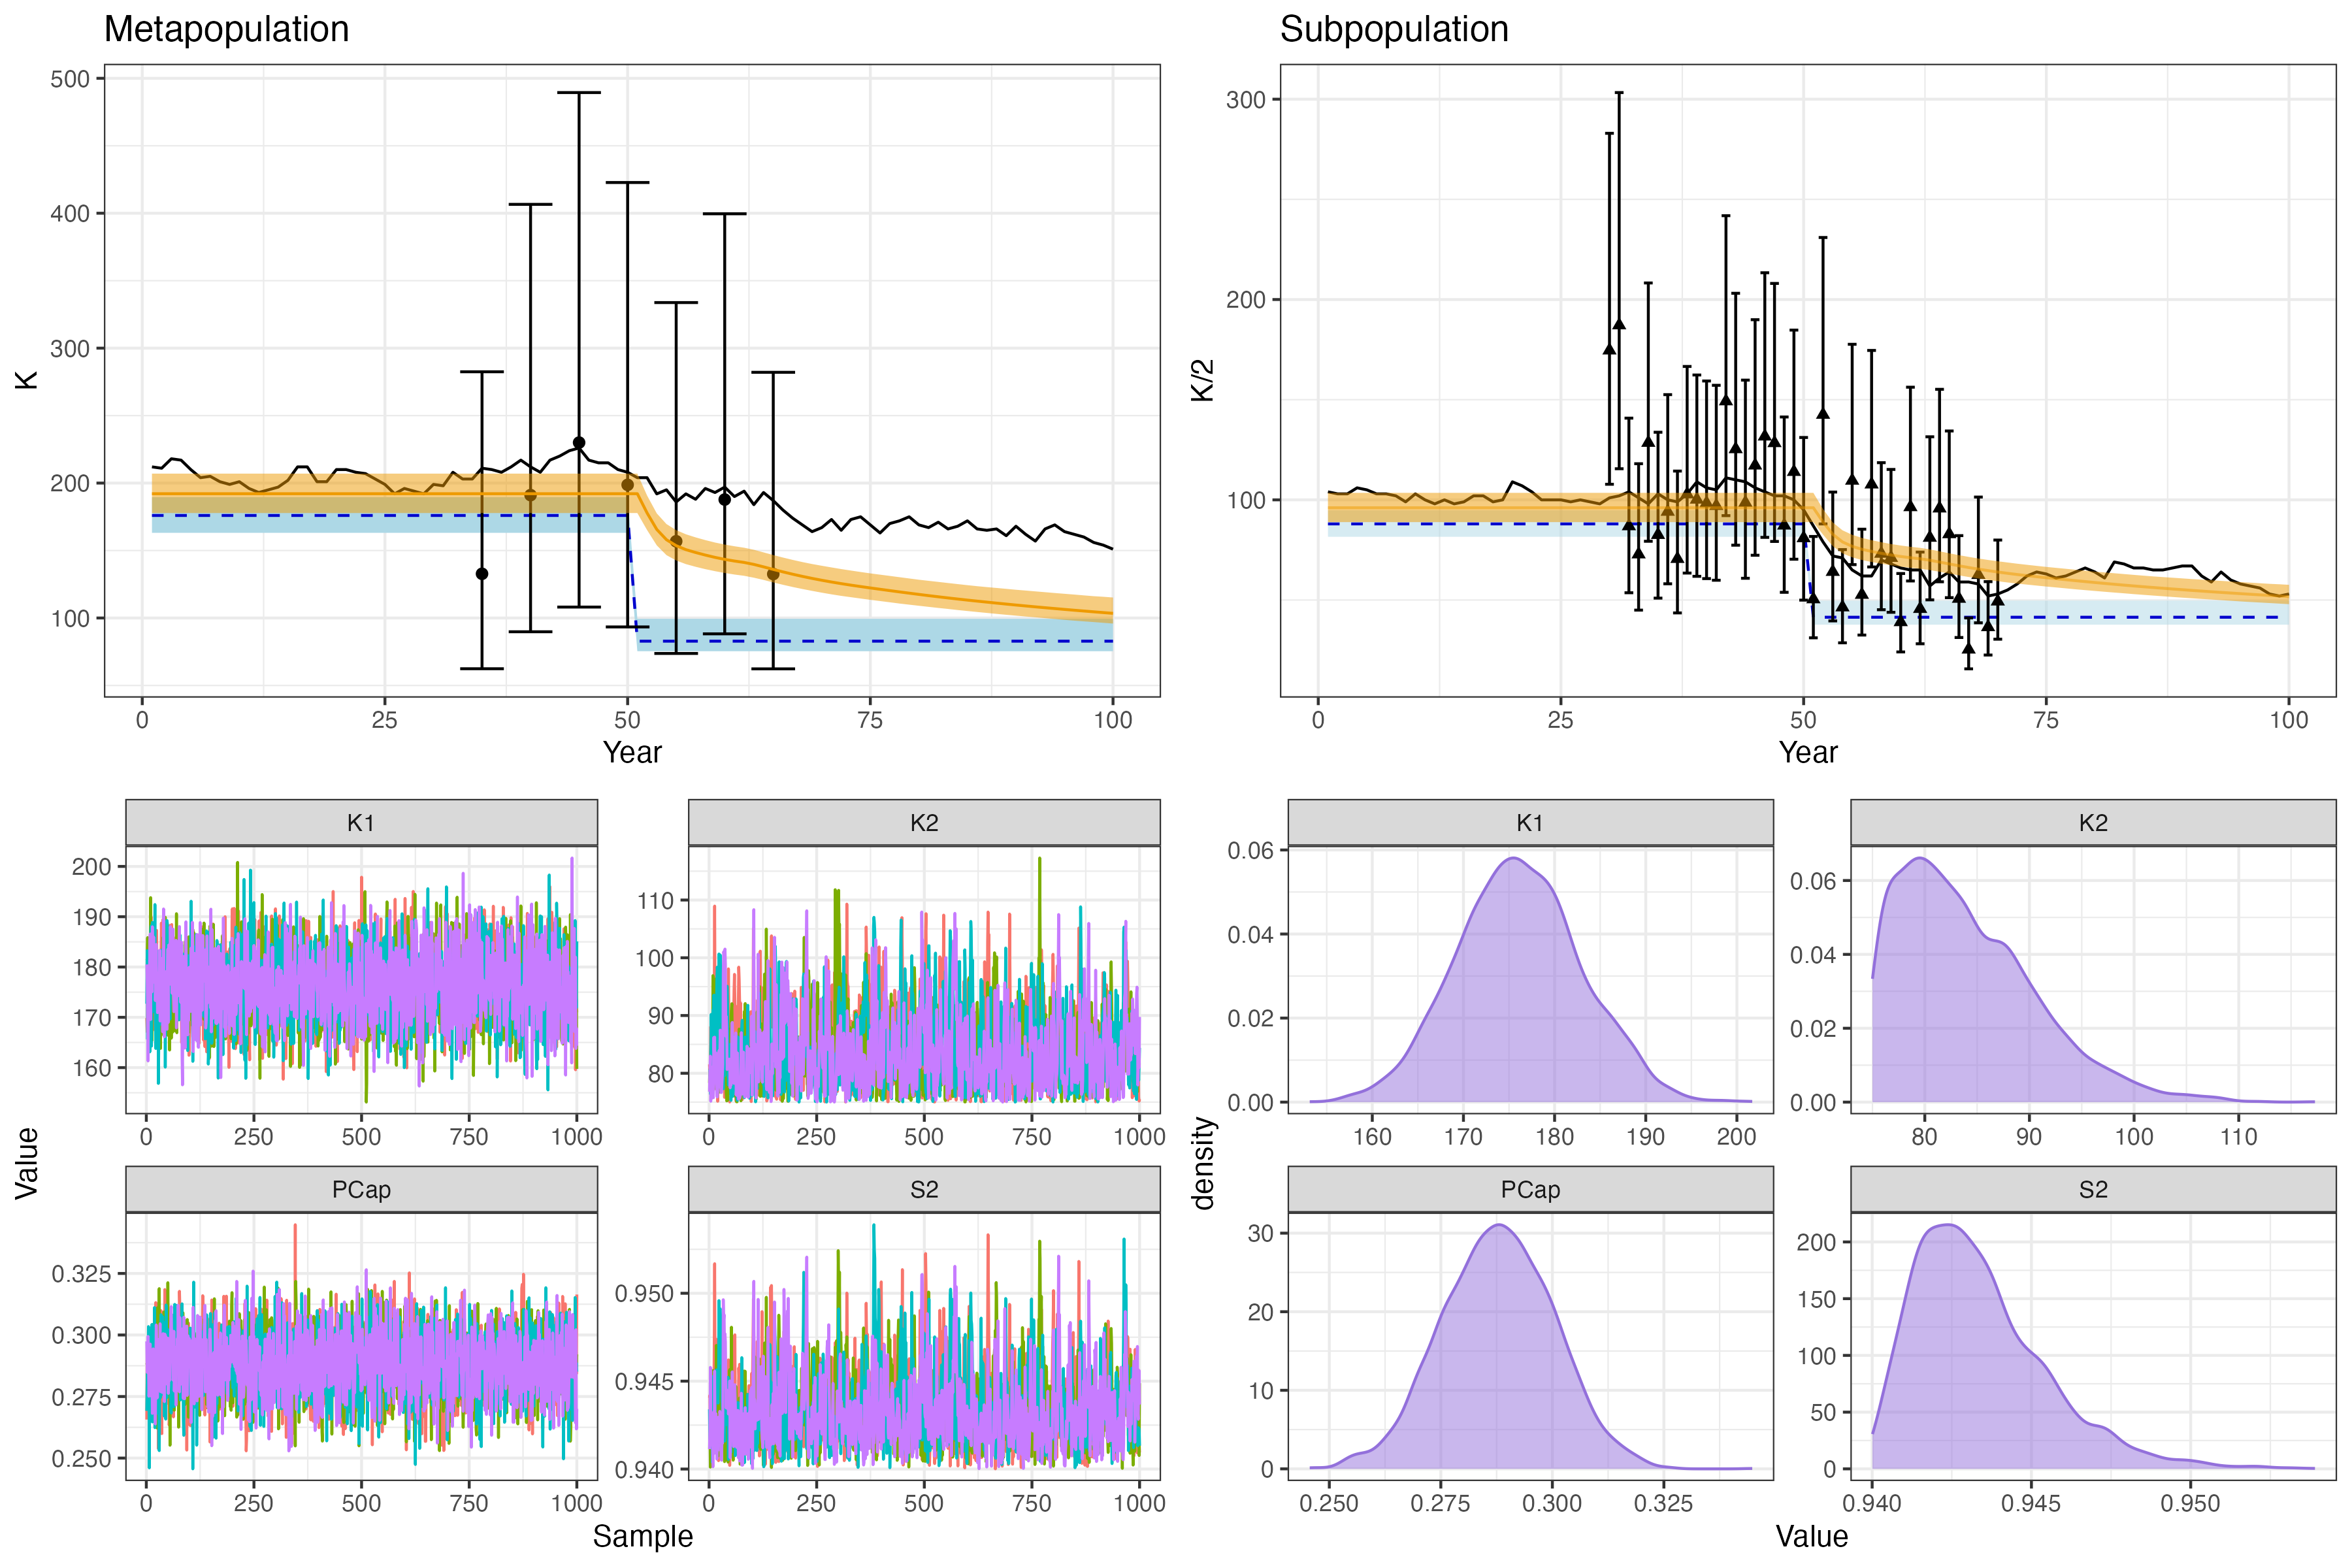 Metapopulation
500
400
300
200
100
K
0 25 50 75 100
Year
Subpopulation
300
200
100
K/2
0 25 50 75 100
Year
K1
200
190
180
170
160
0 250 500 750 1000
K2
110
100
90
80
0 250 500 750 1000
Value
PCap
0.325
0.300
0.275
0.250
0 250 500 750 1000
S2
0.950
0.945
0.940
0 250 500 750 1000
Sample
K1
0.06
0.04
0.02
0.00
160 170 180 190 200
K2
0.06
0.04
0.02
0.00
80 90 100 110
density
PCap
30
20
10
0
0.250 0.275 0.300 0.325
S2
200
150
100
50
0
0.940 0.945 0.950
Value